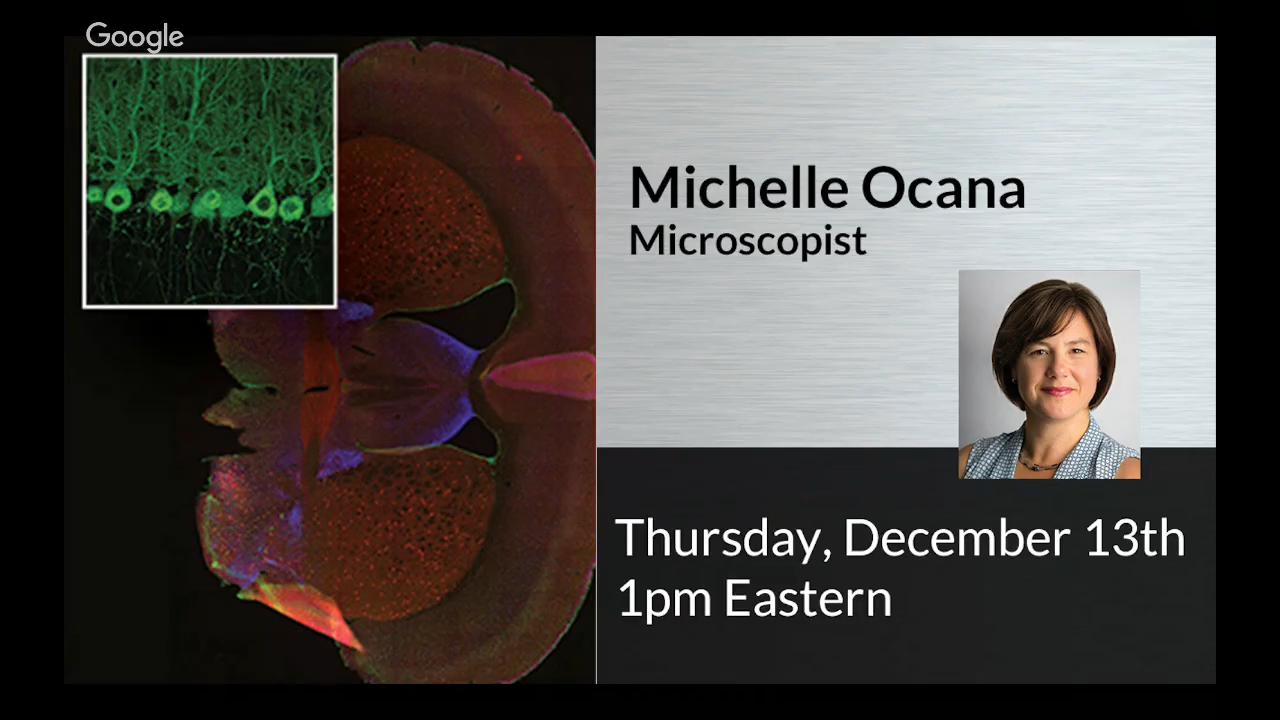 Google
Michelle Ocana
Microscopist
Thursday, December 13th
1pm Eastern